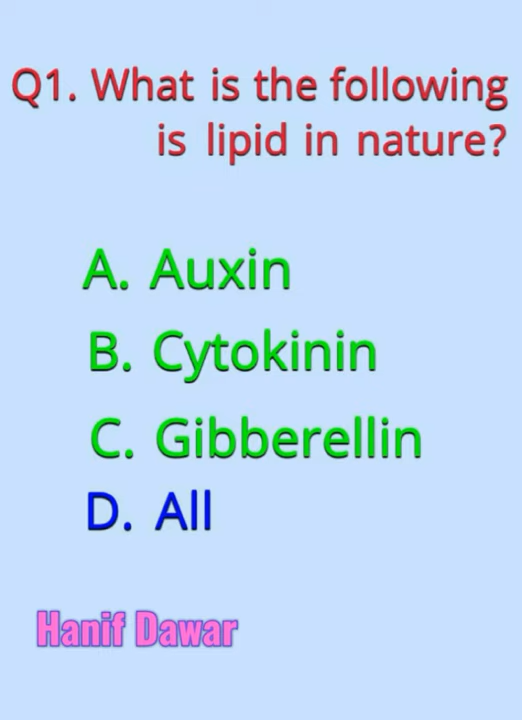 Q1. What is the following
is lipid in nature?
A. Auxin
B. Cytokinin
C. Gibberellin
D. All
Hanif Dawar